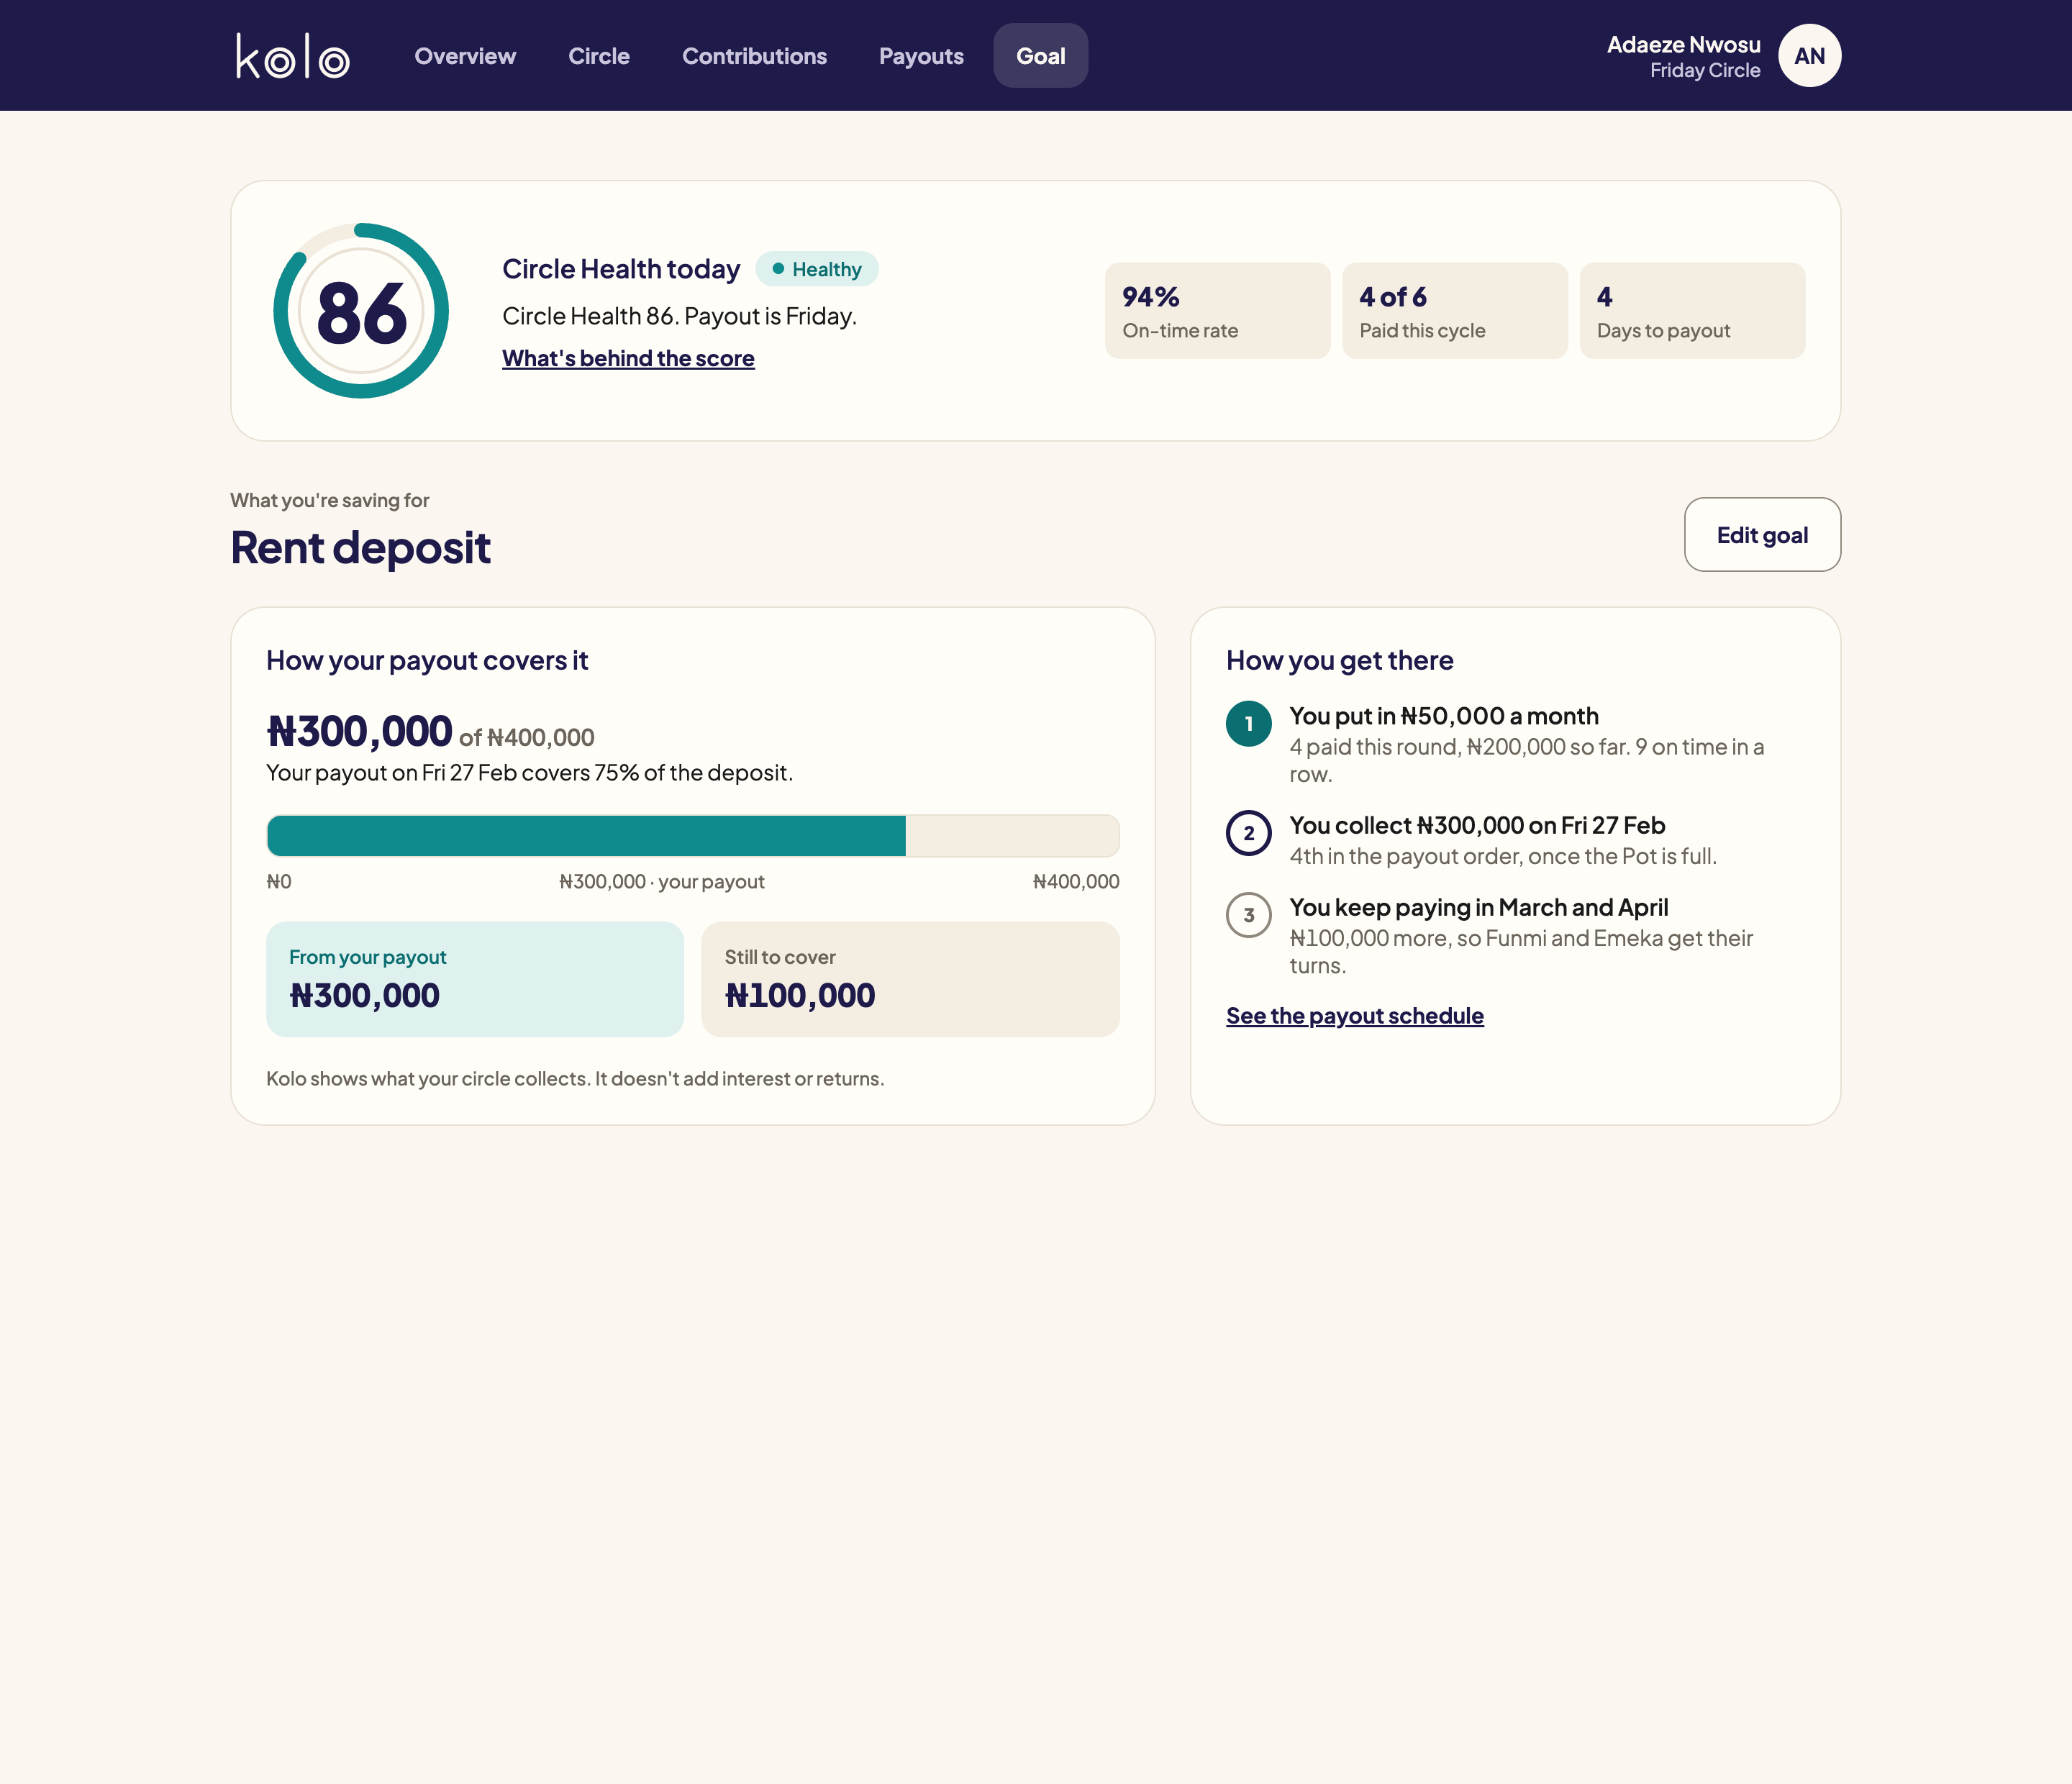 kolo
Overview
Circle
Contributions
Payouts
Goal
Adaeze Nwosu
Friday Circle
AN
86
Circle Health today
Healthy
Circle Health 86. Payout is Friday.
What's behind the score
94%
On-time rate
4 of 6
Paid this cycle
4
Days to payout
What you're saving for
Rent deposit
Edit goal
How your payout covers it
₦300,000 of ₦400,000
Your payout on Fri 27 Feb covers 75% of the deposit.
₦0
₦300,000 · your payout
₦400,000
From your payout
₦300,000
Still to cover
₦100,000
Kolo shows what your circle collects. It doesn't add interest or returns.
How you get there
1
You put in ₦50,000 a month
4 paid this round, ₦200,000 so far. 9 on time in a
row.
2
You collect ₦300,000 on Fri 27 Feb
4th in the payout order, once the Pot is full.
3
You keep paying in March and April
₦100,000 more, so Funmi and Emeka get their
turns.
See the payout schedule